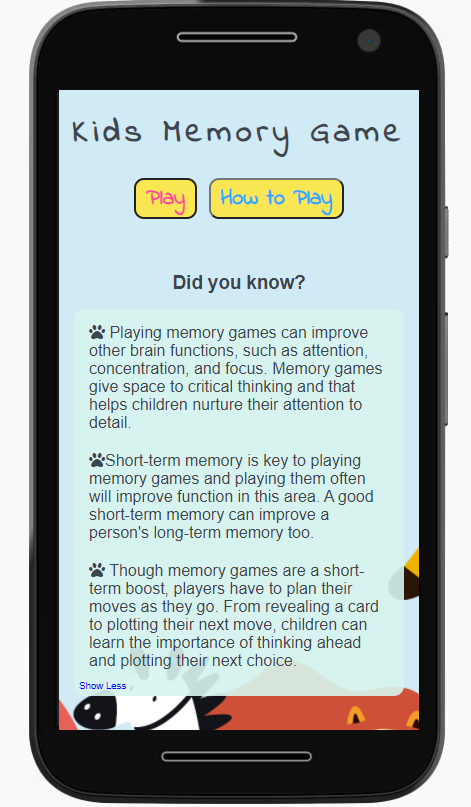 Kids Memory Game
Play
How to Play
Did you know?
Playing memory games can improve
other brain functions, such as attention,
concentration, and focus. Memory games
give space to critical thinking and that
helps children nurture their attention to
detail.
Short-term memory is key to playing
memory games and playing them often
will improve function in this area. A good
short-term memory can improve a
person's long-term memory too.
Though memory games are a short-
term boost, players have to plan their
moves as they go. From revealing a card
to plotting their next move, children can
learn the importance of thinking ahead
and plotting their next choice.
Show Less